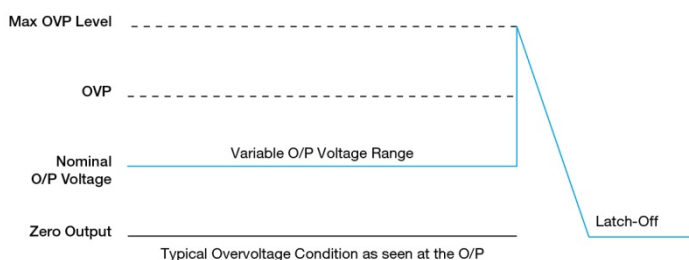 Max OVP Level
OVP
Variable O/P Voltage Range
Nominal
O/P Voltage
Latch-Off
Zero Output
Typical Overvoltage Condition as seen at the O/P